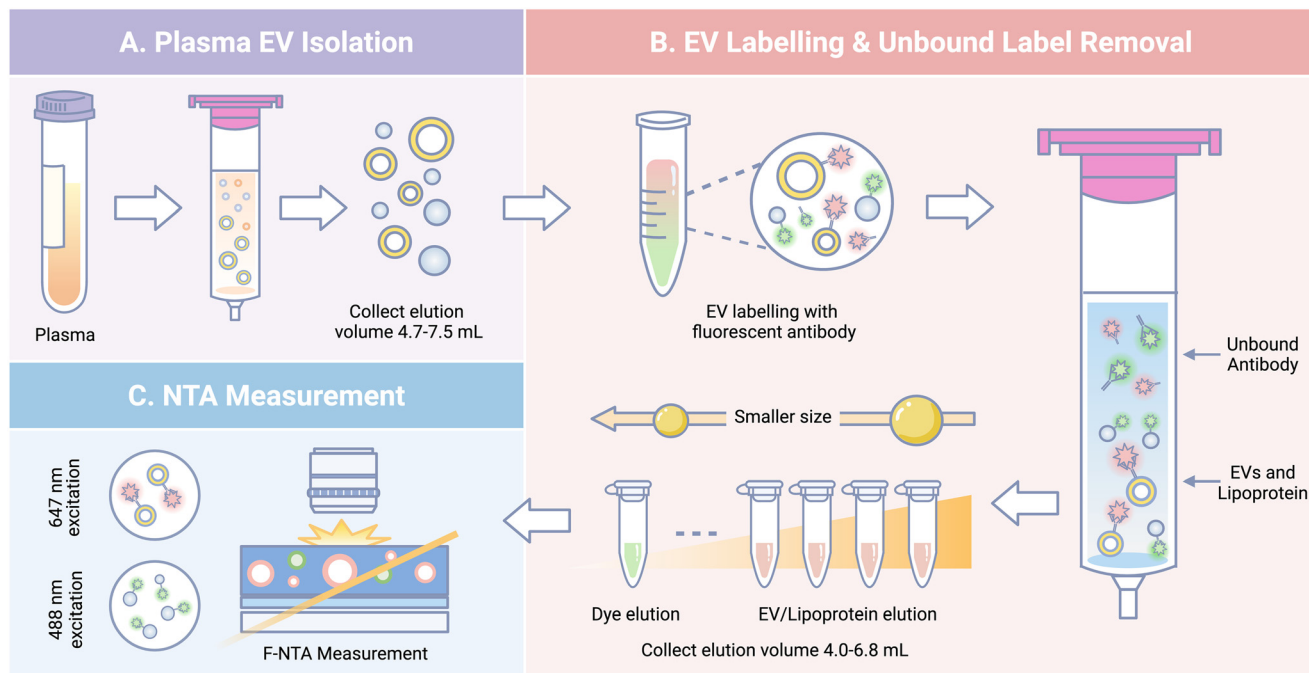 A. Plasma EV Isolation
Plasma
Collect elution
volume 4.7-7.5 mL
B. EV Labelling & Unbound Label Removal
EV labelling with
fluorescent antibody
Unbound
Antibody
EVs and
Lipoprotein
Smaller size
Dye elution
EV/Lipoprotein elution
Collect elution volume 4.0-6.8 mL
C. NTA Measurement
647 nm
excitation
488 nm
excitation
F-NTA Measurement